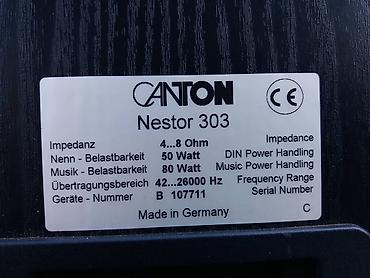 CANTON
CE
Nestor 303
Impedanz 4...8 Ohm Impedance
Nenn - Belastbarkeit 50 Watt DIN Power Handling
Musik - Belastbarkeit 80 Watt Music Power Handling
Übertragungsbereich 42...26000 Hz Frequency Range
Geräte - Nummer B 107711 Serial Number
Made in Germany C